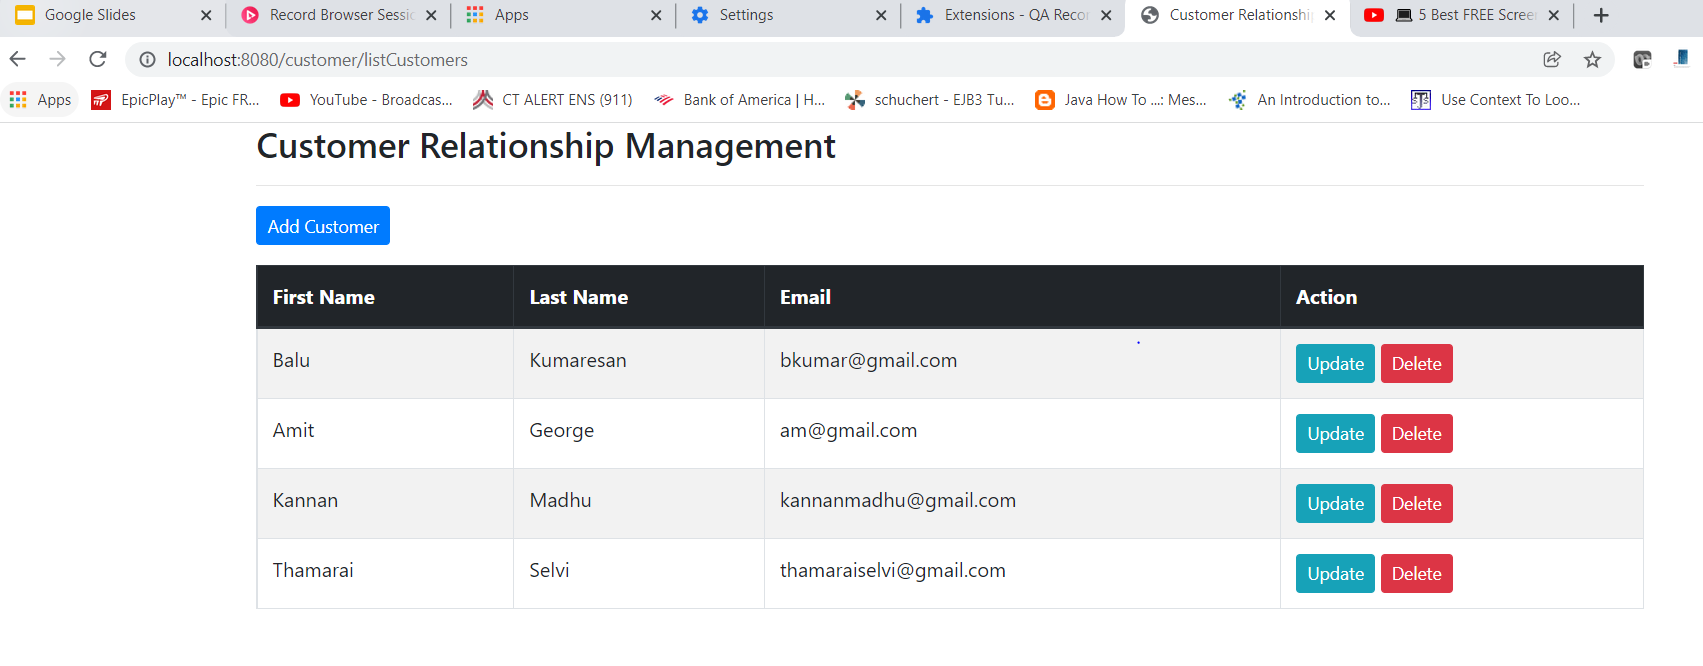 Google Slides Record Browser Sessio Apps Settings Extensions - QA Recor Customer Relationship 5 Best FREE Screen
localhost:8080/customer/listCustomers
Apps EpicPlay™ - Epic FR... YouTube - Broadcas... CT ALERT ENS (911) Bank of America | H... schuchert - EJB3 Tu... Java How To ...: Mes... An Introduction to... Use Context To Loo...
Customer Relationship Management
Add Customer
First Name Last Name Email Action
Balu Kumaresan bkumar@gmail.com Update Delete
Amit George am@gmail.com Update Delete
Kannan Madhu kannanmadhu@gmail.com Update Delete
Thamarai Selvi thamaraiselvi@gmail.com Update Delete